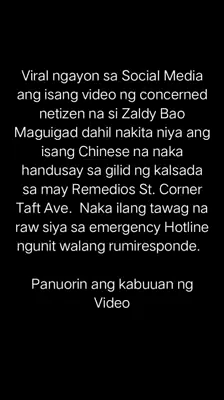 Viral ngayon sa Social Media
ang isang video ng concerned
netizen na si Zaldy Bao
Maguigad dahil nakita niya ang
isang Chinese na naka
handusay sa gilid ng kalsada
sa may Remedios St. Corner
Taft Ave.  Naka ilang tawag na
raw siya sa emergency Hotline
ngunit walang rumiresponde.
Panuorin ang kabuuan ng
Video